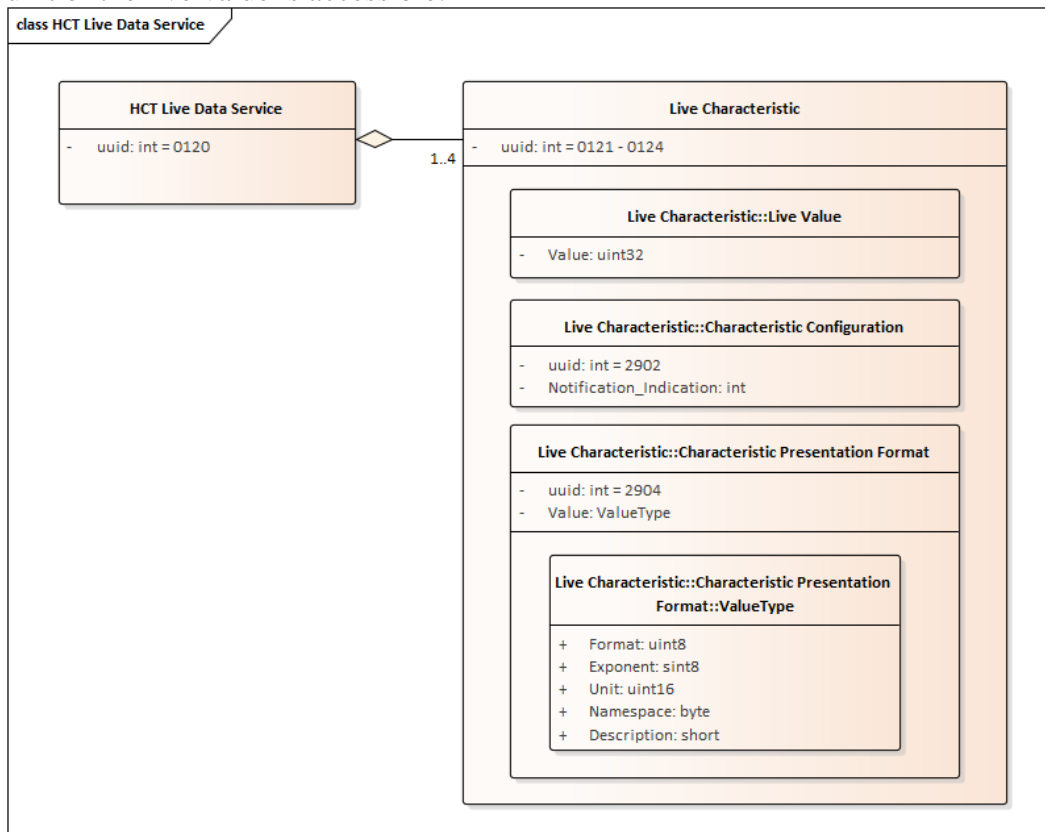 class HCT Live Data Service
HCT Live Data Service
- uuid: int = 0120
1..4
Live Characteristic
- uuid: int = 0121 - 0124
Live Characteristic::Live Value
- Value: uint32
Live Characteristic::Characteristic Configuration
- uuid: int = 2902
- Notification_Indication: int
Live Characteristic::Characteristic Presentation Format
- uuid: int = 2904
- Value: ValueType
Live Characteristic::Characteristic Presentation
Format::ValueType
+ Format: uint8
+ Exponent: sint8
+ Unit: uint16
+ Namespace: byte
+ Description: short